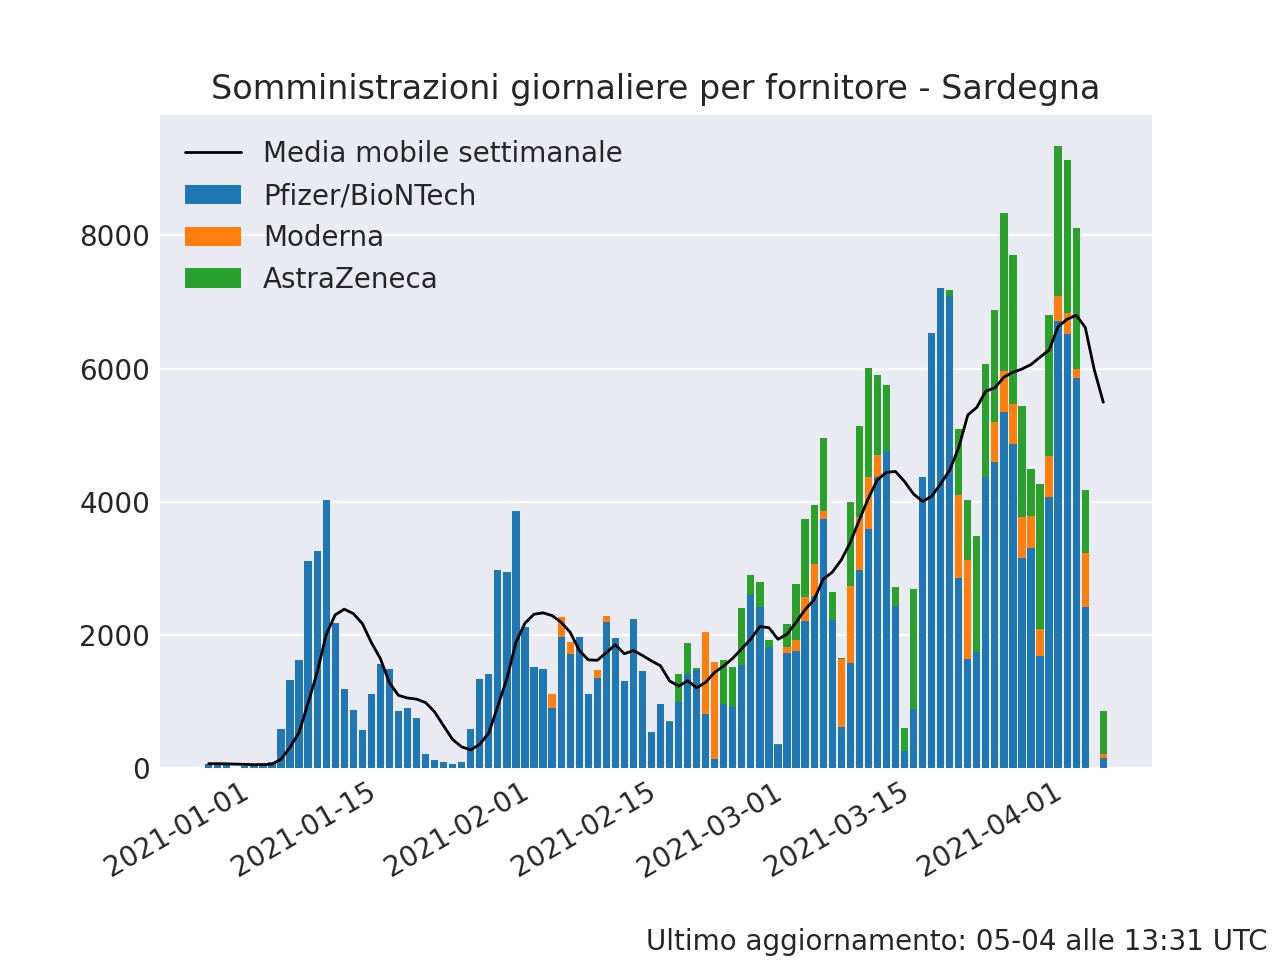 Somministrazioni giornaliere per fornitore - Sardegna
Media mobile settimanale
Pfizer/BioNTech
Moderna
AstraZeneca
8000
6000
4000
2000
0
2021-01-01
2021-01-15
2021-02-01
2021-02-15
2021-03-01
2021-03-15
2021-04-01
Ultimo aggiornamento: 05-04 alle 13:31 UTC